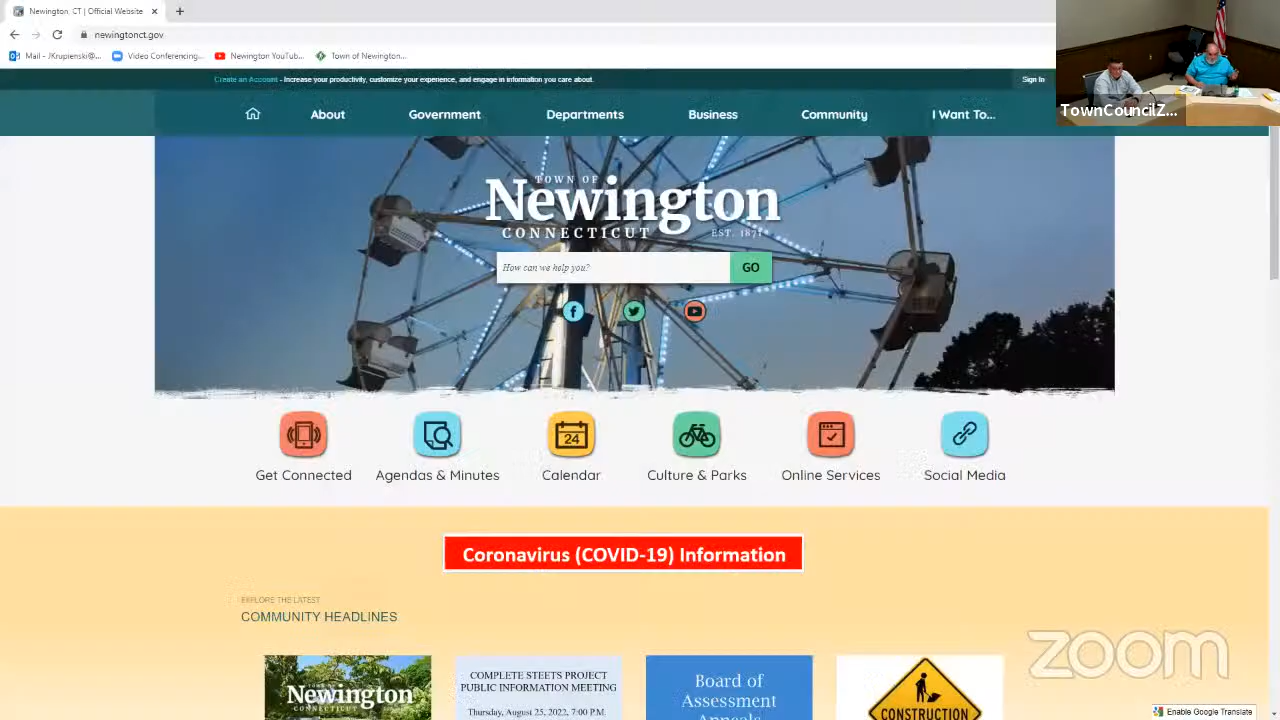 Newington, CT | Official Website
newingtonct.gov
Mail - JKrupienski@...
Video Conferencing...
Newington YouTub...
Town of Newington...
Create an Account - Increase your productivity, customize your experience, and engage in information you care about.
Sign In
About
Government
Departments
Business
Community
I Want To...
TownCouncilZ...
TOWN OF
Newington
CONNECTICUT
EST. 1871
How can we help you?
GO
24
Get Connected
Agendas & Minutes
Calendar
Culture & Parks
Online Services
Social Media
Coronavirus (COVID-19) Information
EXPLORE THE LATEST
COMMUNITY HEADLINES
Newington
CONNECTICUT
COMPLETE STEETS PROJECT
PUBLIC INFORMATION MEETING
Thursday, August 25, 2022, 7:00 P.M.
Board of
Assessment
Appeals
CONSTRUCTION
zoom
Enable Google Translate